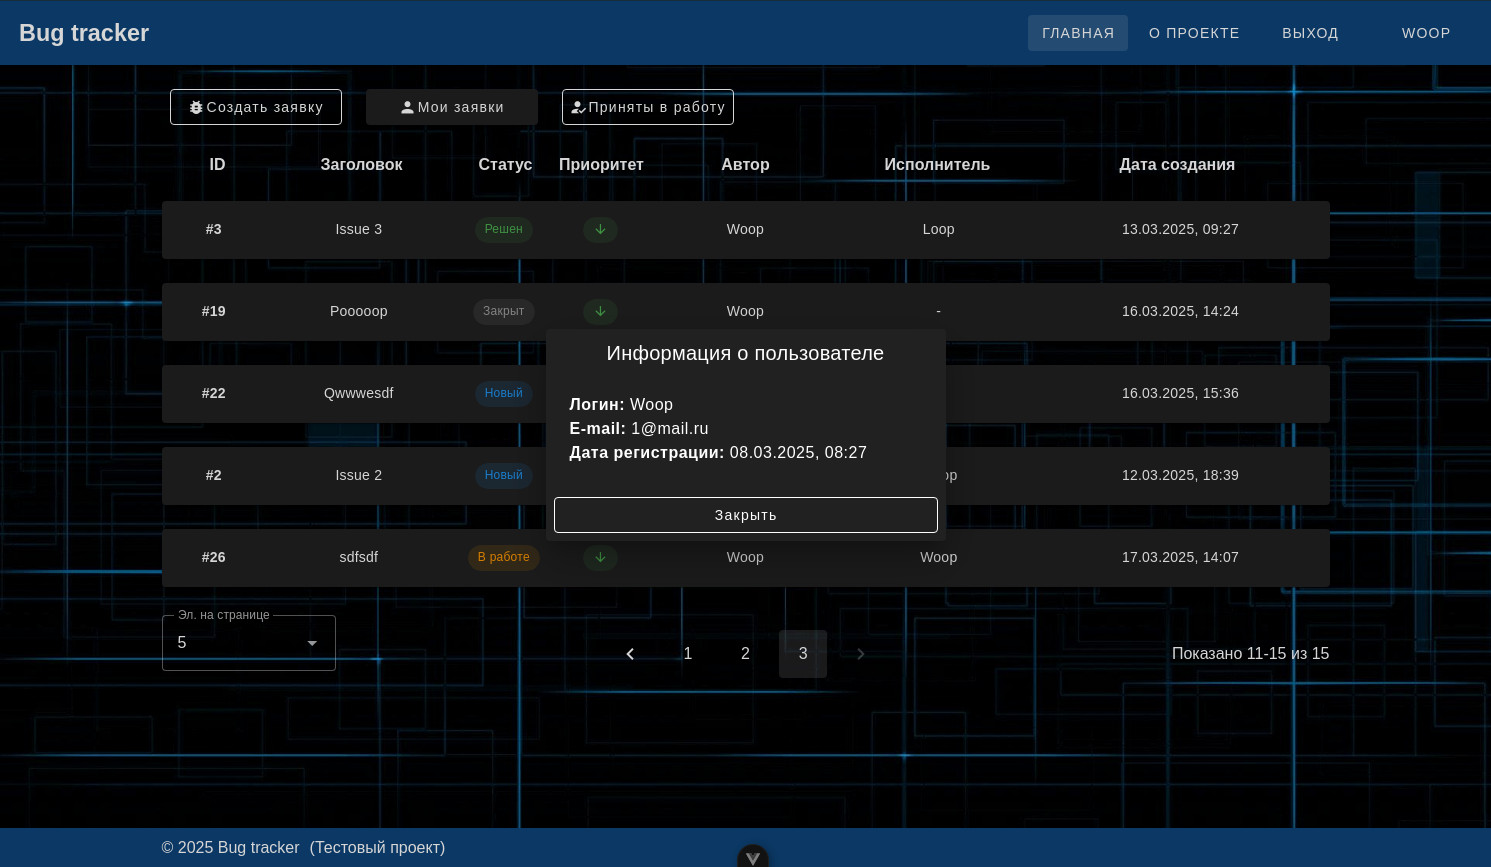 Bug tracker
ГЛАВНАЯ О ПРОЕКТЕ ВЫХОД WOOP
Создать заявку Мои заявки Приняты в работу
ID Заголовок Статус Приоритет Автор Исполнитель Дата создания
#3 Issue 3 Решен Woop Loop 13.03.2025, 09:27
#19 Pooooop Закрыт Woop - 16.03.2025, 14:24
Информация о пользователе
#22 Qwwwesdf Новый 16.03.2025, 15:36
Логин: Woop
E-mail: 1@mail.ru
Дата регистрации: 08.03.2025, 08:27
#2 Issue 2 Новый op 12.03.2025, 18:39
Закрыть
#26 sdfsdf В работе Woop Woop 17.03.2025, 14:07
Эл. на странице
5
1 2 3
Показано 11-15 из 15
© 2025 Bug tracker (Тестовый проект)